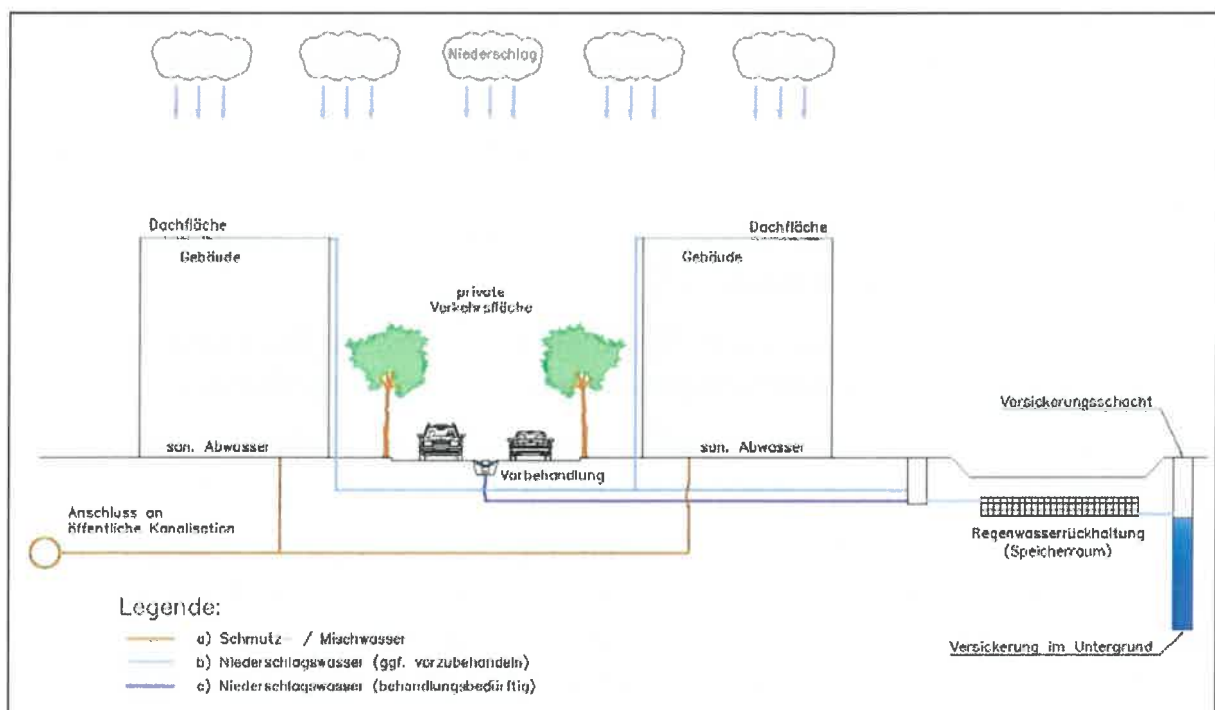 Niederschlag
Dachfläche
Dachfläche
Gebäude
Gebäude
private
Verkehrsfläche
Versickerungsschacht
san. Abwasser
san. Abwasser
Vorbehandlung
Anschluss an
öffentliche Kanalisation
Regenwasserrückhaltung
(Speicherraum)
Legende:
a) Schmutz- / Mischwasser
b) Niederschlagswasser (ggf. vorzubehandeln)
c) Niederschlagswasser (behandlungsbedürftig)
Versickerung im Untergrund